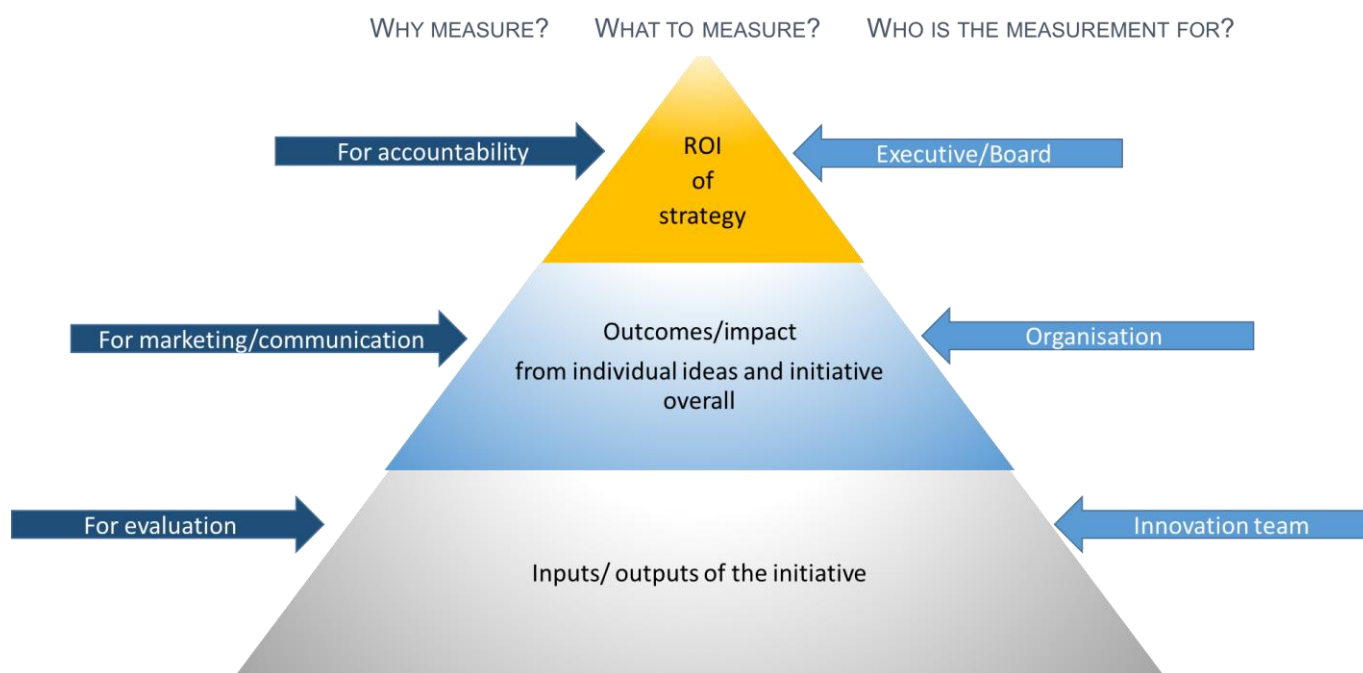 WHY MEASURE? WHAT TO MEASURE? WHO IS THE MEASUREMENT FOR?
For accountability
ROI
of
strategy
Executive/Board
For marketing/communication
Outcomes/impact
from individual ideas and initiative
overall
Organisation
For evaluation
Inputs/ outputs of the initiative
Innovation team